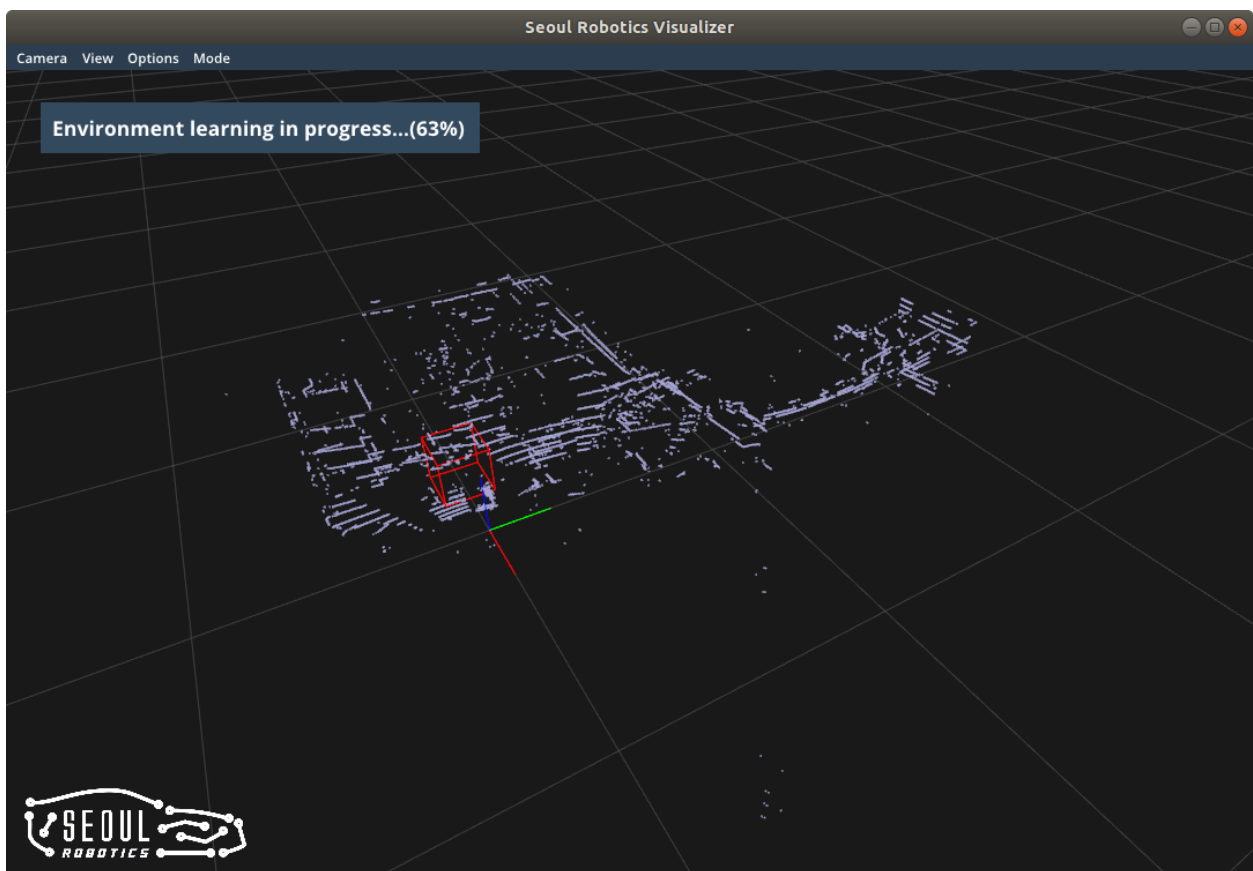 Seoul Robotics Visualizer
Camera View Options Mode
Environment learning in progress...(63%)
SEOUL
ROBOTICS